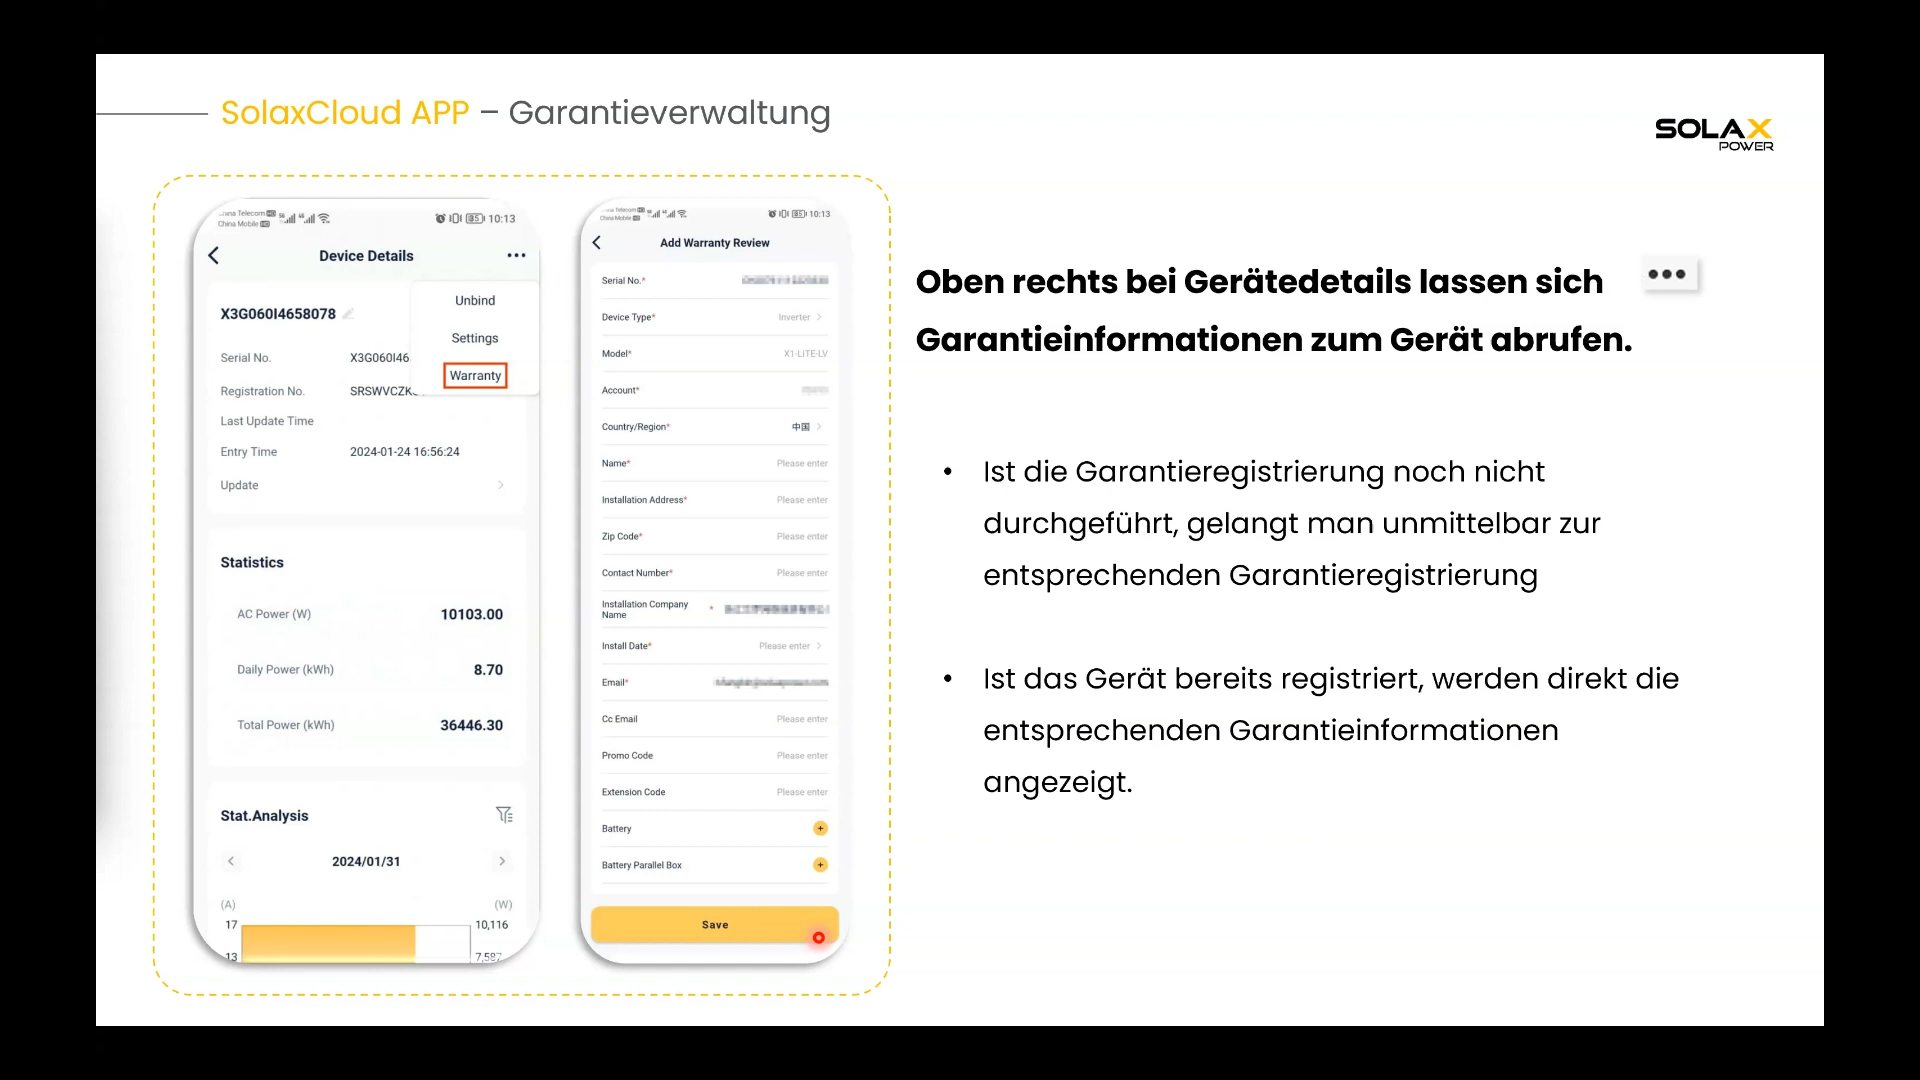 SolaxCloud APP – Garantieverwaltung
SOLAX
POWER
China Mobile HD
10:13
Device Details
X3G060I4658078
Unbind
Settings
Warranty
Serial No.
X3G060I46
Registration No.
Last Update Time
Entry Time 2024-01-24 16:56:24
Update
Statistics
AC Power (W) 10103.00
Daily Power (kWh) 8.70
Total Power (kWh) 36446.30
Stat.Analysis
2024/01/31
(A) (W)
17 10,116
13
10:13
Add Warranty Review
Serial No.*
Device Type* Inverter
Model* X1-LITE-LV
Account*
Country/Region* 中国
Name* Please enter
Installation Address* Please enter
Zip Code* Please enter
Contact Number* Please enter
Installation Company
Name *
Install Date* Please enter
Email*
Cc Email Please enter
Promo Code Please enter
Extension Code Please enter
Battery
Battery Parallel Box
Save
Oben rechts bei Gerätedetails lassen sich
Garantieinformationen zum Gerät abrufen.
• Ist die Garantieregistrierung noch nicht
durchgeführt, gelangt man unmittelbar zur
entsprechenden Garantieregistrierung
• Ist das Gerät bereits registriert, werden direkt die
entsprechenden Garantieinformationen
angezeigt.